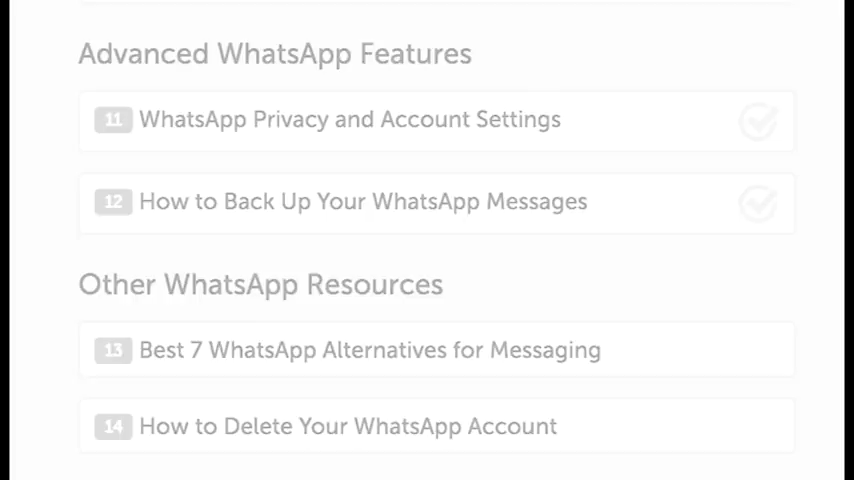 Advanced WhatsApp Features
11 WhatsApp Privacy and Account Settings
12 How to Back Up Your WhatsApp Messages
Other WhatsApp Resources
13 Best 7 WhatsApp Alternatives for Messaging
14 How to Delete Your WhatsApp Account